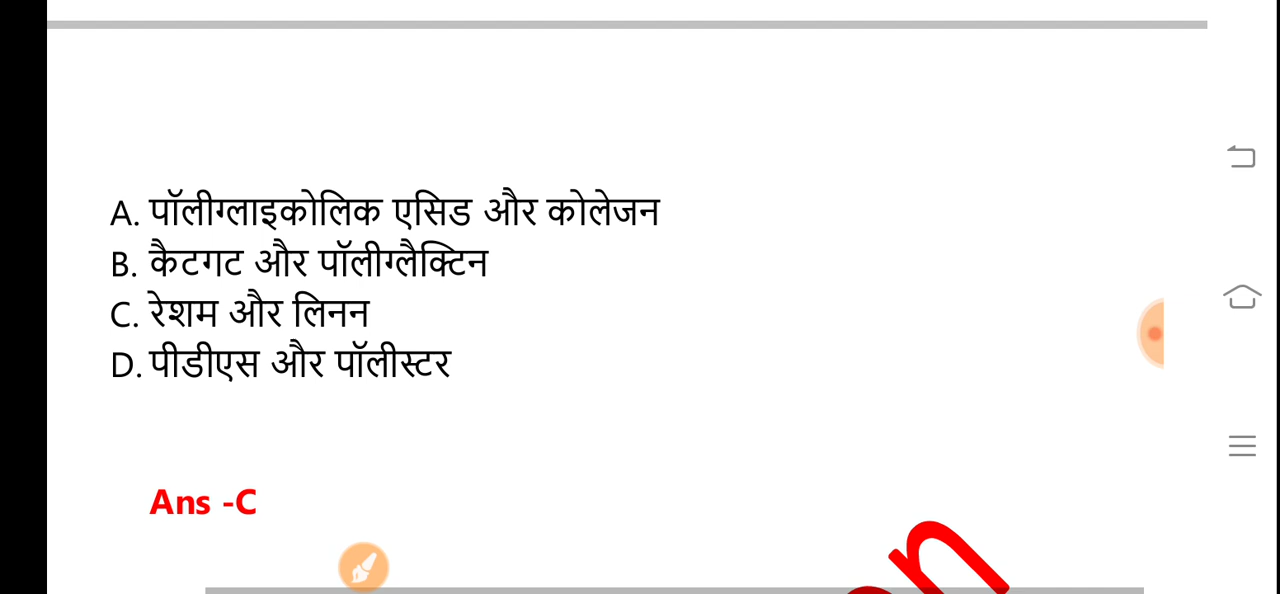 A. पॉलीग्लाइकोलिक एसिड और कोलेजन
B. कैटगट और पॉलीग्लैक्टिन
C. रेशम और लिनन
D. पीडीएस और पॉलीस्टर
Ans -C